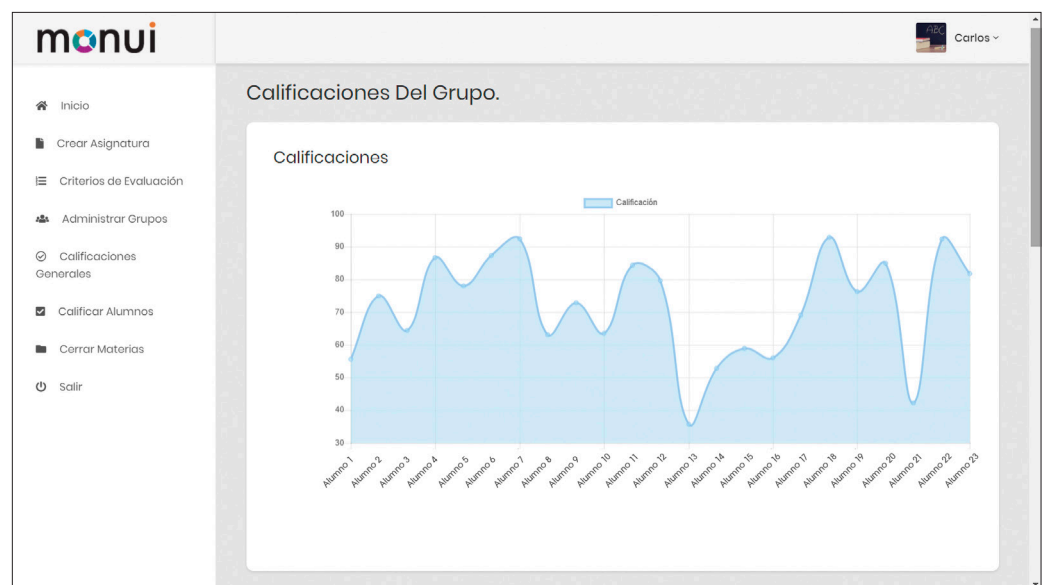 monui
ABC
Carlos
Inicio
Crear Asignatura
Criterios de Evaluación
Administrar Grupos
Calificaciones
Generales
Calificar Alumnos
Cerrar Materias
Salir
Calificaciones Del Grupo.
Calificaciones
Calificación
100
90
80
70
60
50
40
30
Alumno 1
Alumno 2
Alumno 3
Alumno 4
Alumno 5
Alumno 6
Alumno 7
Alumno 8
Alumno 9
Alumno 10
Alumno 11
Alumno 12
Alumno 13
Alumno 14
Alumno 15
Alumno 16
Alumno 17
Alumno 18
Alumno 19
Alumno 20
Alumno 21
Alumno 22
Alumno 23